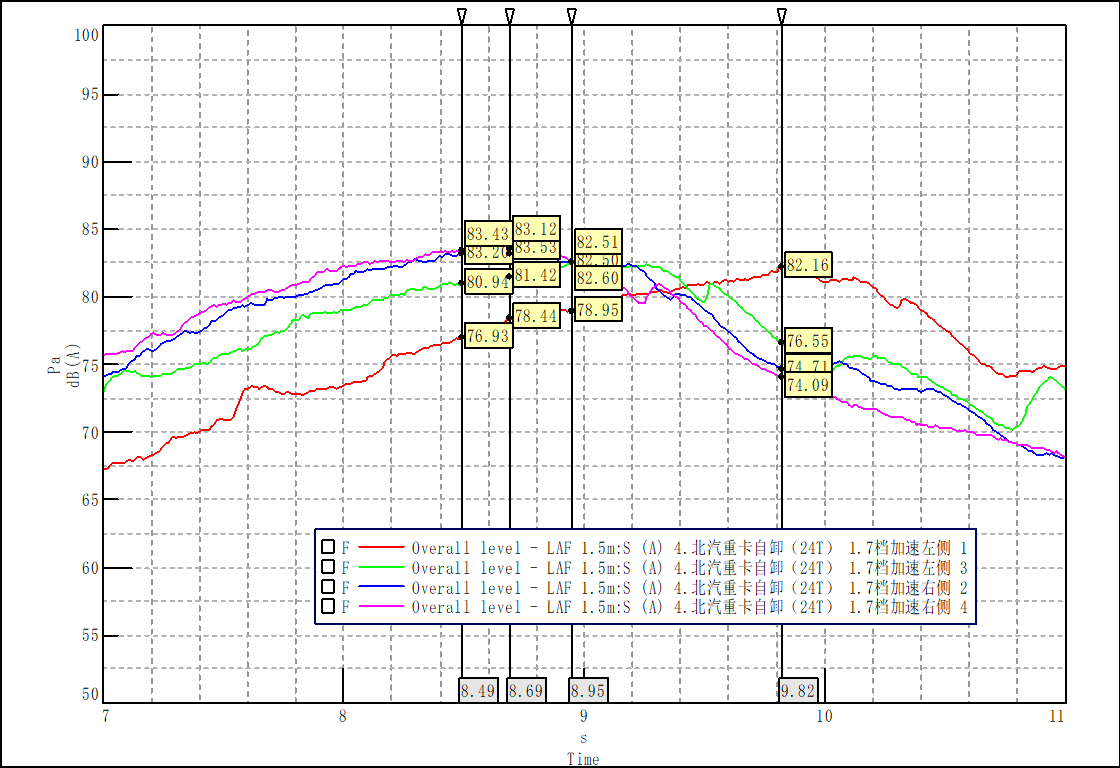 100
95
90
85
80
75
70
65
60
55
50
Pa
dB(A)
83.43
83.20
80.94
76.93
83.12
83.53
81.42
78.44
82.51
82.50
82.60
78.95
82.16
76.55
74.71
74.09
F Overall level - LAF 1.5m:S (A) 4.北汽重卡自卸（24T） 1.7档加速左侧 1
F Overall level - LAF 1.5m:S (A) 4.北汽重卡自卸（24T） 1.7档加速左侧 3
F Overall level - LAF 1.5m:S (A) 4.北汽重卡自卸（24T） 1.7档加速右侧 2
F Overall level - LAF 1.5m:S (A) 4.北汽重卡自卸（24T） 1.7档加速右侧 4
8.49 8.69 8.95 9.82
7 8 9 10 11
s
Time